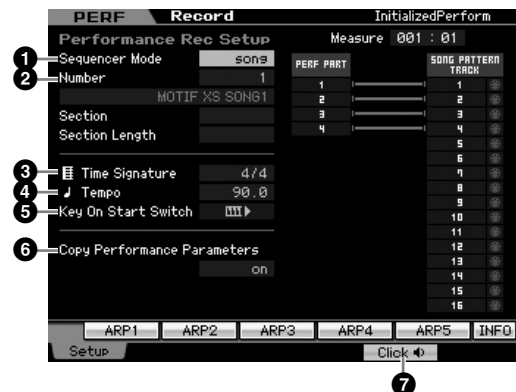 PERF Record InitializedPerform
Performance Rec Setup Measure 001 : 01
1 Sequencer Mode song
2 Number 1
MOTIF XS SONG1
Section
Section Length
3 Time Signature 4/4
4 Tempo 90.0
5 Key On Start Switch
6 Copy Performance Parameters
on
PERF PART SONG PATTERN
TRACK
1 1
2 2
3 3
4 4
5
6
7
8
9
10
11
12
13
14
15
16
ARP1 ARP2 ARP3 ARP4 ARP5 INFO
Setup Click
7